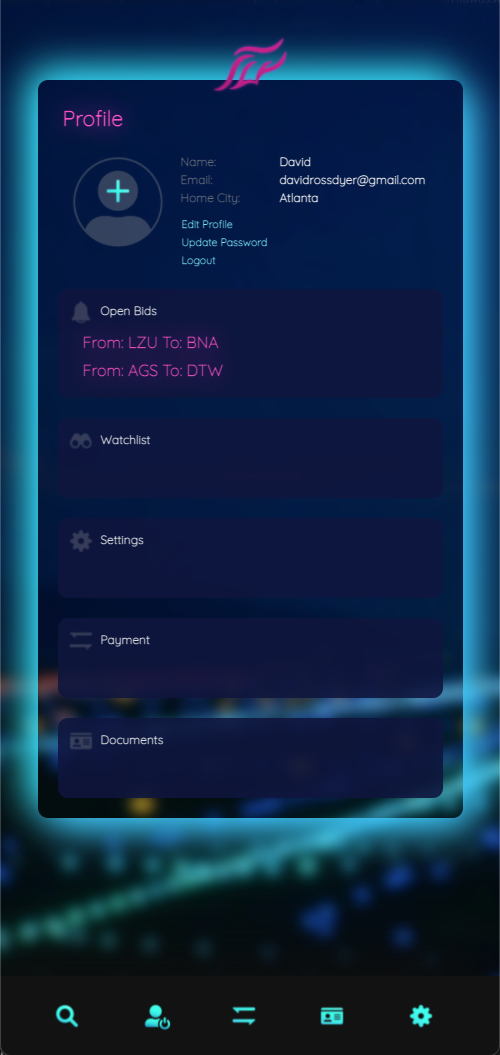 Profile
Name: David
Email: davidrossdyer@gmail.com
Home City: Atlanta
Edit Profile
Update Password
Logout
Open Bids
From: LZU To: BNA
From: AGS To: DTW
Watchlist
Settings
Payment
Documents